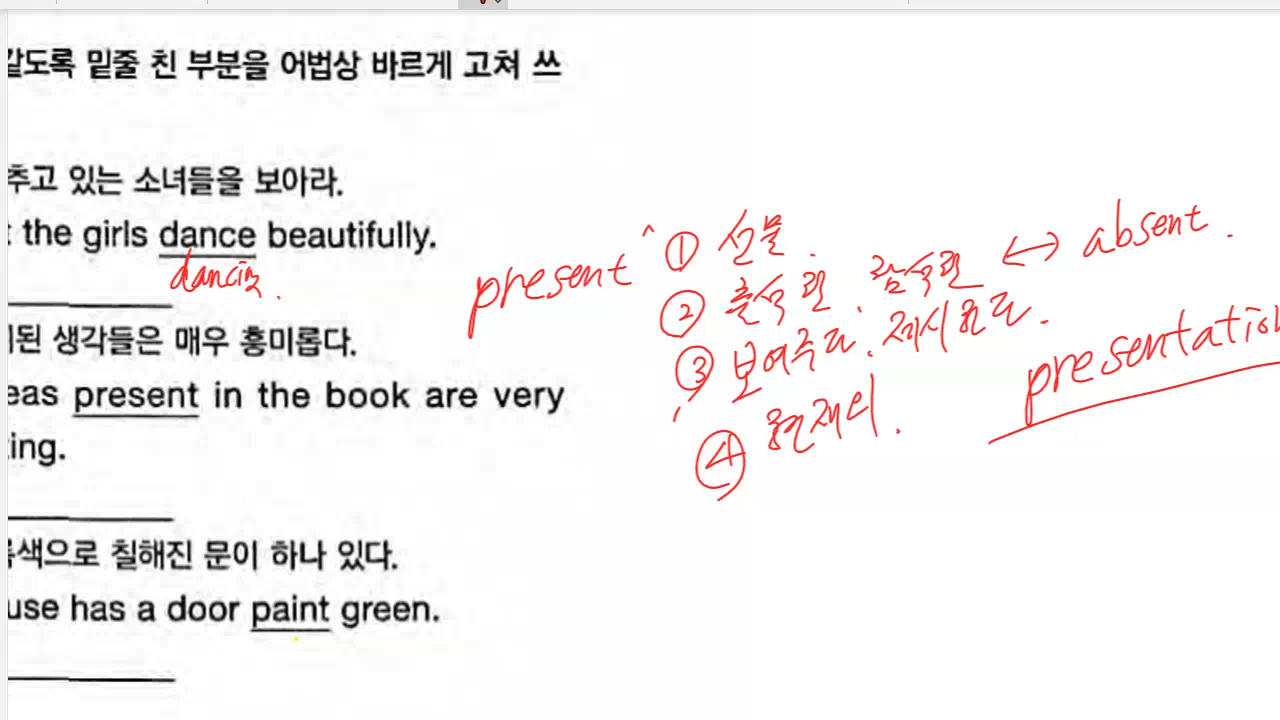 같도록 밑줄 친 부분을 어법상 바르게 고쳐 쓰
추고 있는 소녀들을 보아라.
the girls dance beautifully.
dancing.
present ① 선물.
② 출석한. 참석한 ↔ absent.
③ 보여주다. 제시한다.
presentation
④ 현재의.
된 생각들은 매우 흥미롭다.
eas present in the book are very
ing.
색으로 칠해진 문이 하나 있다.
use has a door paint green.